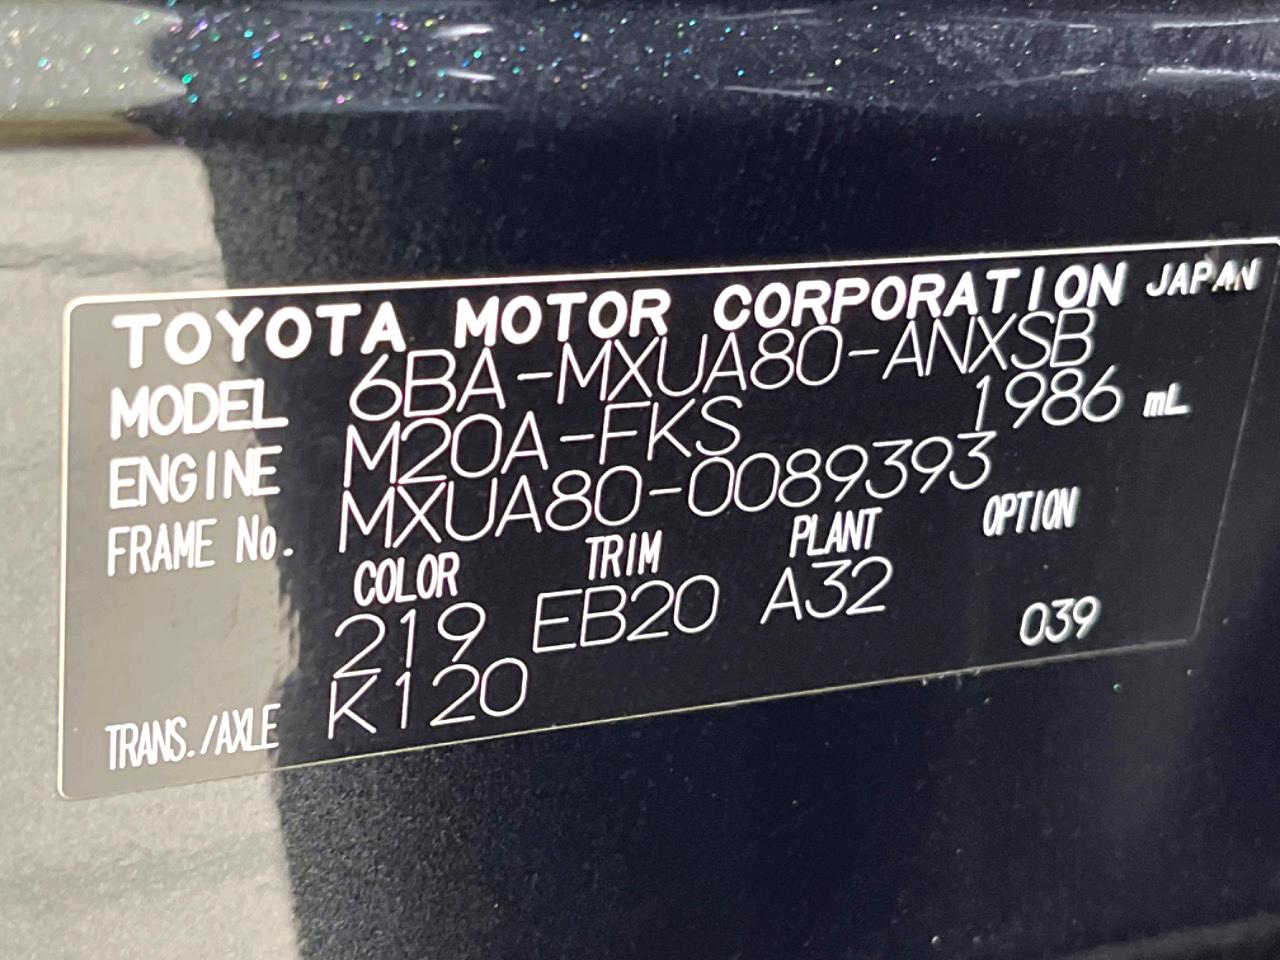 TOYOTA MOTOR CORPORATION JAPAN
MODEL 6BA-MXUA80-ANXSB
ENGINE M20A-FKS 1986 mL
FRAME No. MXUA80-0089393
COLOR TRIM PLANT OPTION
219 EB20 A32 039
TRANS./AXLE K120